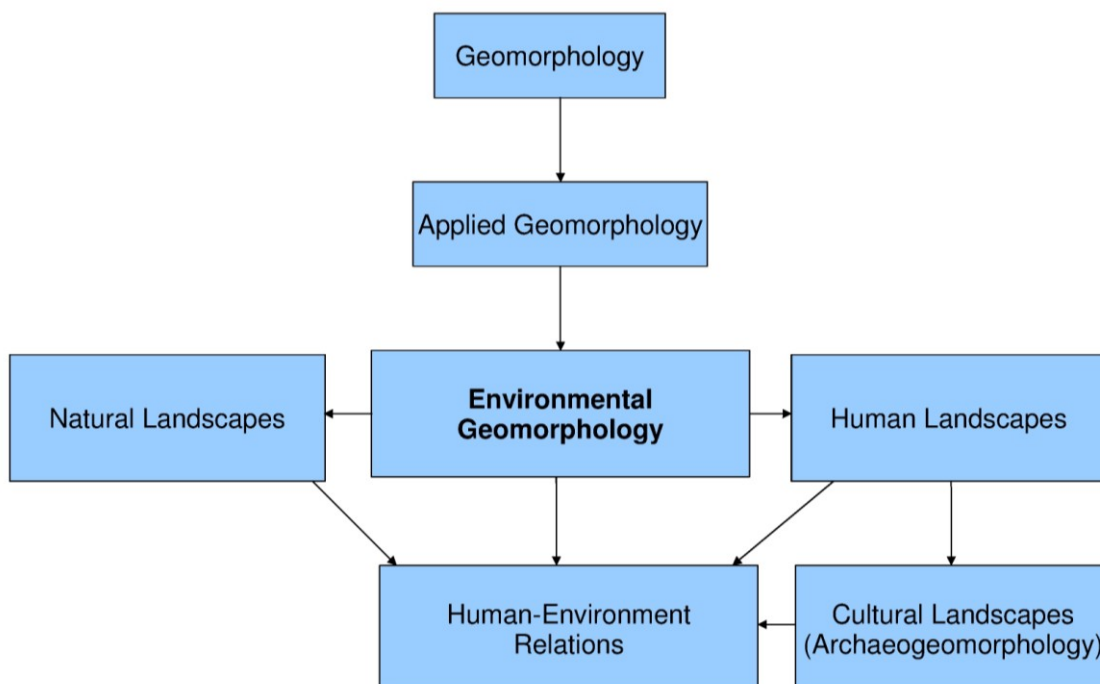 Geomorphology
Applied Geomorphology
Natural Landscapes
Environmental
Geomorphology
Human Landscapes
Human-Environment
Relations
Cultural Landscapes
(Archaeogeomorphology)